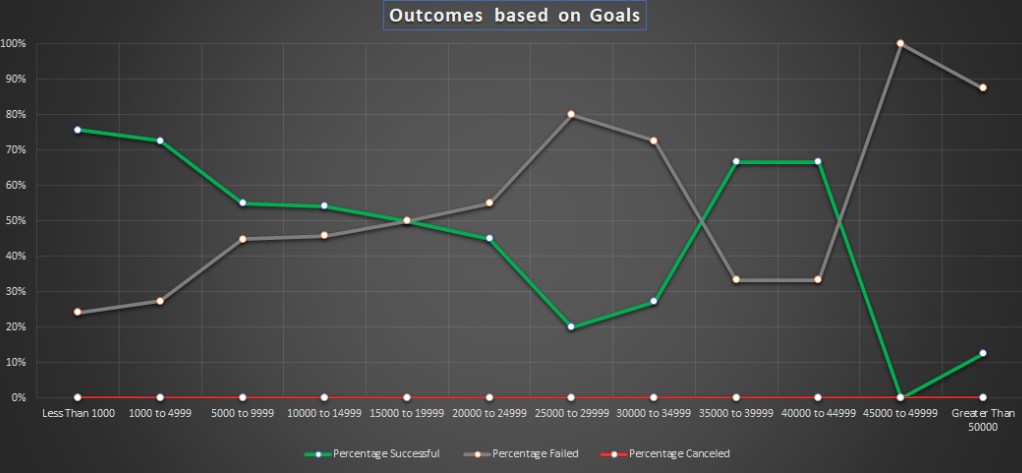 Outcomes based on Goals
100%
90%
80%
70%
60%
50%
40%
30%
20%
10%
0%
Less Than 1000
1000 to 4999
5000 to 9999
10000 to 14999
15000 to 19999
20000 to 24999
25000 to 29999
30000 to 34999
35000 to 39999
40000 to 44999
45000 to 49999
Greater Than
50000
Percentage Successful
Percentage Failed
Percentage Canceled